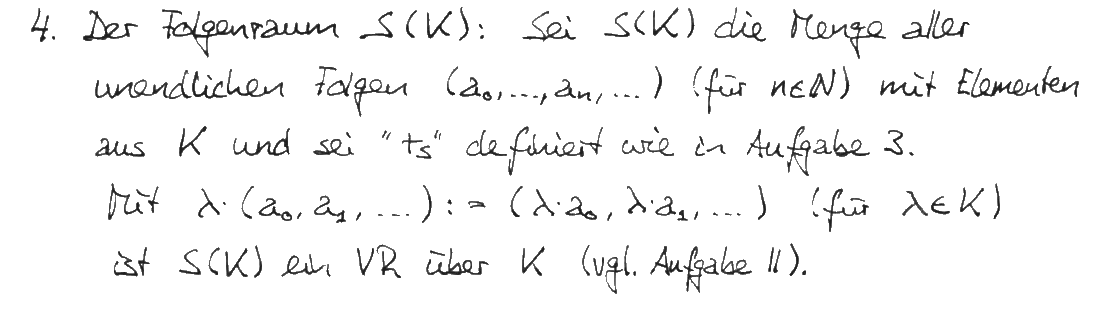 4. Der Folgenraum S(K): Sei S(K) die Menge aller
unendlichen Folgen (a₀,...,aₙ,...) (für n∈N) mit Elementen
aus K und sei "+ₛ" definiert wie in Aufgabe 3.
Mit λ·(a₀,a₁,...) := (λ·a₀, λ·a₁,...) (für λ∈K)
ist S(K) ein VR über K (vgl. Aufgabe 11).